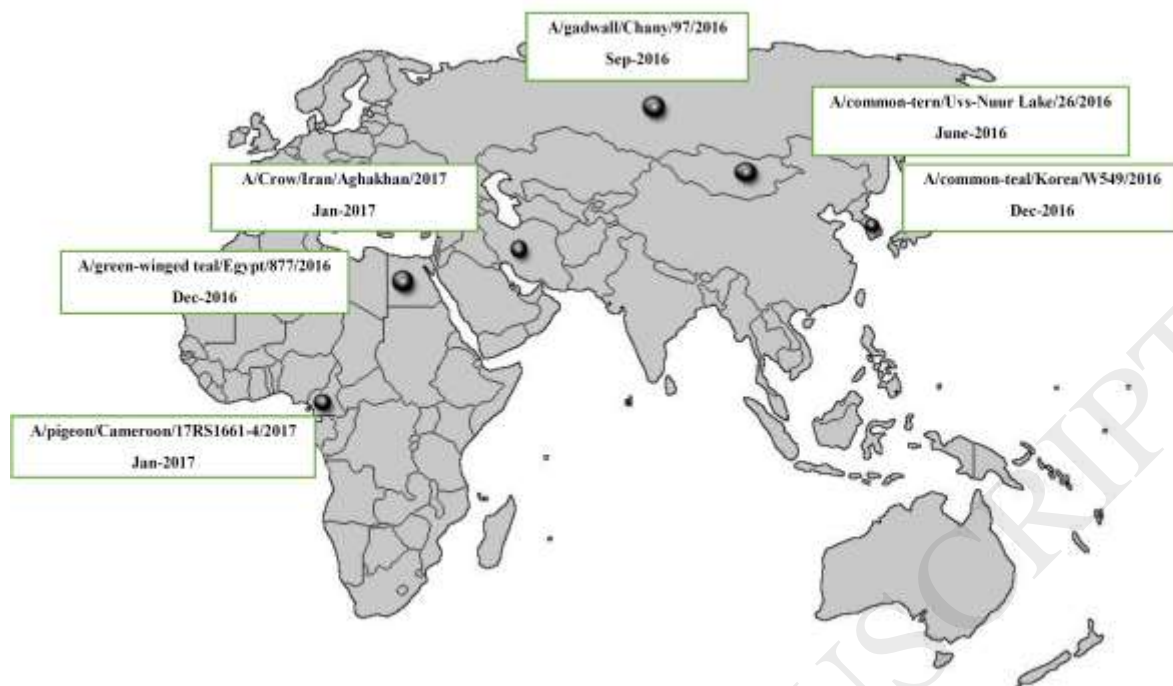 A/gadwall/Chany/97/2016
Sep-2016
A/common-tern/Uvs-Nuur Lake/26/2016
June-2016
A/Crow/Iran/Aghakhan/2017
Jan-2017
A/common-teal/Korea/W549/2016
Dec-2016
A/green-winged teal/Egypt/877/2016
Dec-2016
A/pigeon/Cameroon/17RS1661-4/2017
Jan-2017
USCRIPT